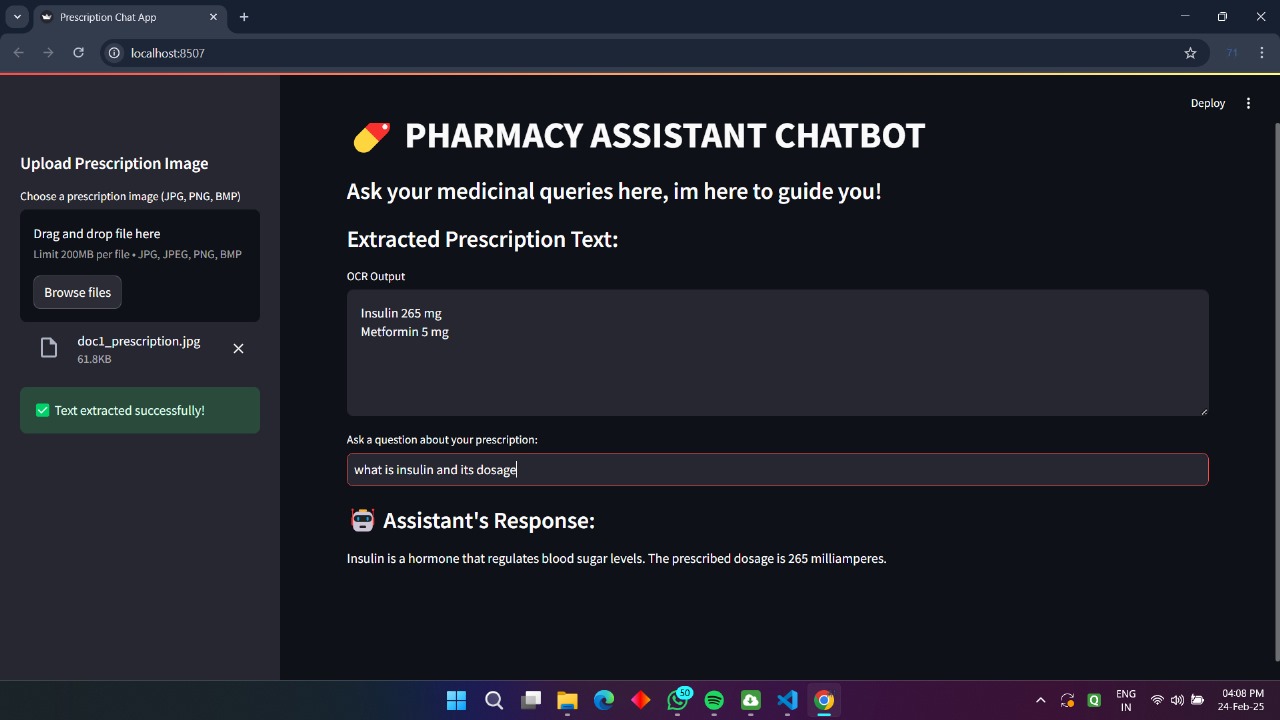 Prescription Chat App
localhost:8507
71
Deploy
Upload Prescription Image
Choose a prescription image (JPG, PNG, BMP)
Drag and drop file here
Limit 200MB per file • JPG, JPEG, PNG, BMP
Browse files
doc1_prescription.jpg
61.8KB
Text extracted successfully!
PHARMACY ASSISTANT CHATBOT
Ask your medicinal queries here, im here to guide you!
Extracted Prescription Text:
OCR Output
Insulin 265 mg
Metformin 5 mg
Ask a question about your prescription:
what is insulin and its dosage
Assistant's Response:
Insulin is a hormone that regulates blood sugar levels. The prescribed dosage is 265 milliamperes.
50
Q
ENG
IN
04:08 PM
24-Feb-25